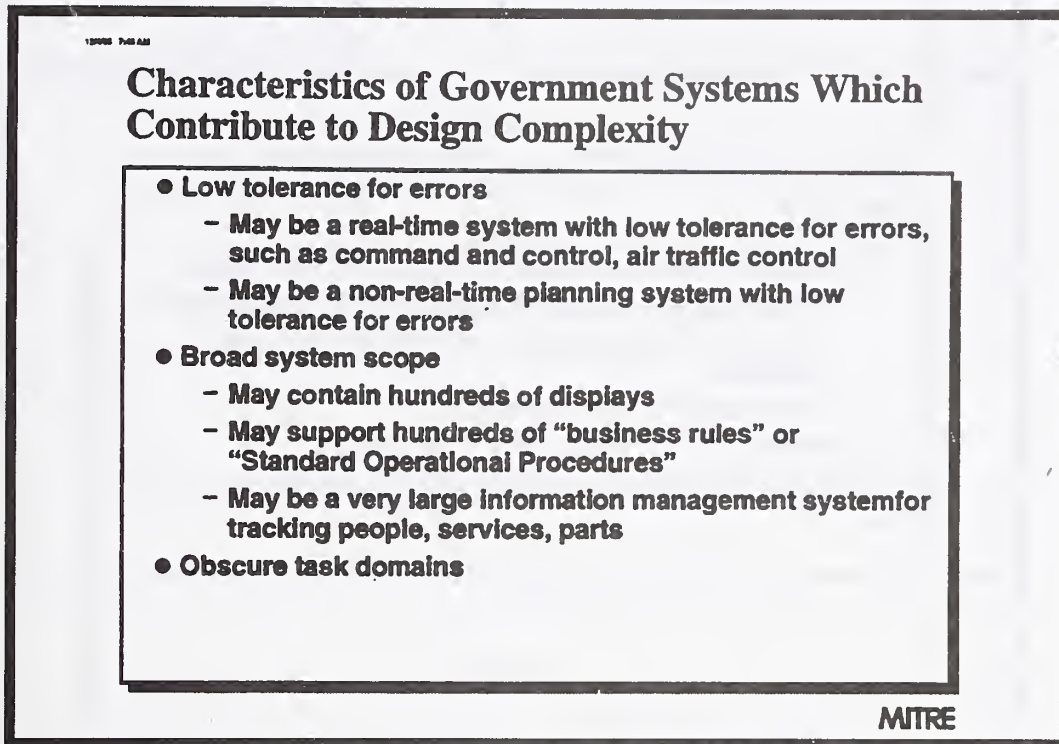 7:48 AM
Characteristics of Government Systems Which
Contribute to Design Complexity
● Low tolerance for errors
– May be a real-time system with low tolerance for errors,
such as command and control, air traffic control
– May be a non-real-time planning system with low
tolerance for errors
● Broad system scope
– May contain hundreds of displays
– May support hundreds of “business rules” or
“Standard Operational Procedures”
– May be a very large information management systemfor
tracking people, services, parts
● Obscure task domains
MITRE